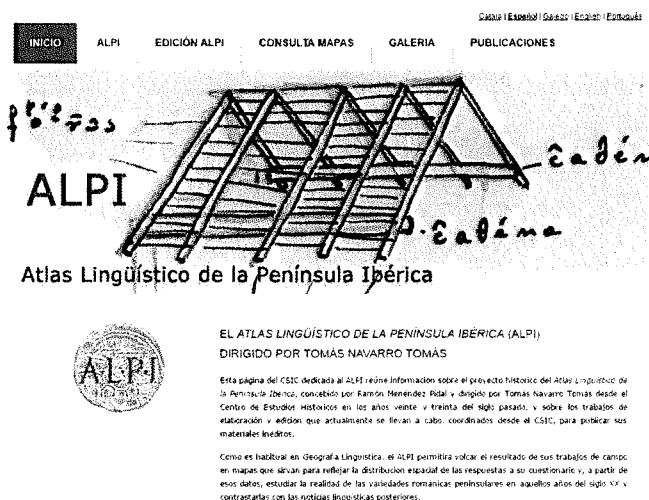 Català | Español | Galego | English | Português
INICIO ALPI EDICIÓN ALPI CONSULTA MAPAS GALERIA PUBLICACIONES
ALPI
Atlas Lingüístico de la Península Ibérica
A·L·P·I
EL ATLAS LINGÜÍSTICO DE LA PENÍNSULA IBÉRICA (ALPI)
DIRIGIDO POR TOMÁS NAVARRO TOMÁS
Esta página del CSIC dedicada al ALPI reúne información sobre el proyecto histórico del Atlas Lingüístico de
la Península Ibérica, concebido por Ramón Menéndez Pidal y dirigido por Tomás Navarro Tomás desde el
Centro de Estudios Históricos en los años veinte y treinta del siglo pasado, y sobre los trabajos de
elaboración y edición que actualmente se llevan a cabo, coordinados desde el CSIC, para publicar sus
materiales inéditos.
Como es habitual en Geografía Lingüística, el ALPI permitirá volcar el resultado de sus trabajos de campo
en mapas que sirvan para reflejar la distribución espacial de las respuestas a su cuestionario y, a partir de
esos datos, estudiar la realidad de las variedades románicas peninsulares en aquellos años del siglo XX y
contrastarlas con las noticias lingüísticas posteriores.